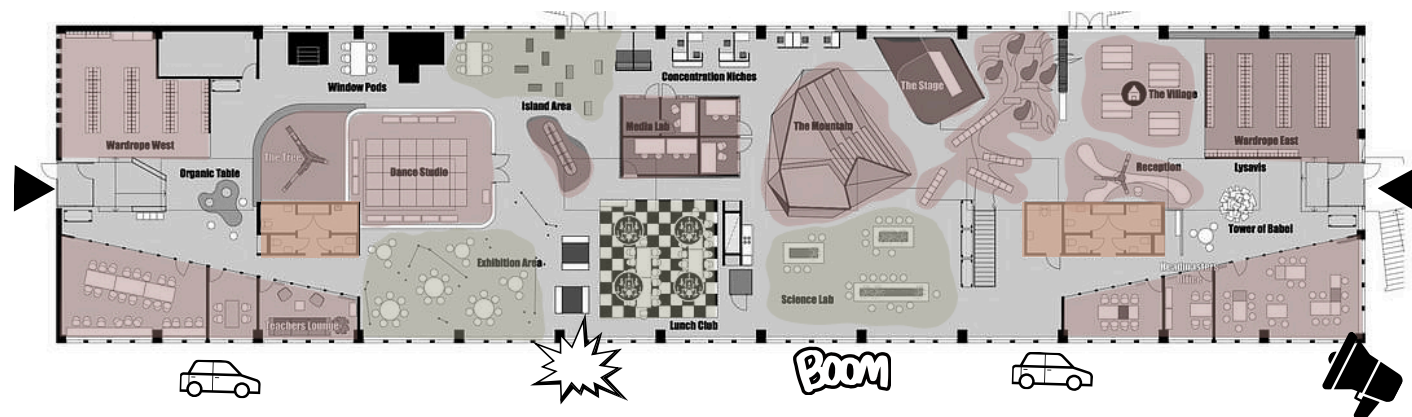 Window Pods
Island Area
Concentration Niches
The Stage
The Village
Media Lab
The Mountain
Wardrope West
Wardrope East
The Tree
Organic Table
Dance Studio
Reception
Lysavis
Tower of Babel
Exhibition Area
Headmasters
Office
Science Lab
Teachers Lounge
Lunch Club
BOOM